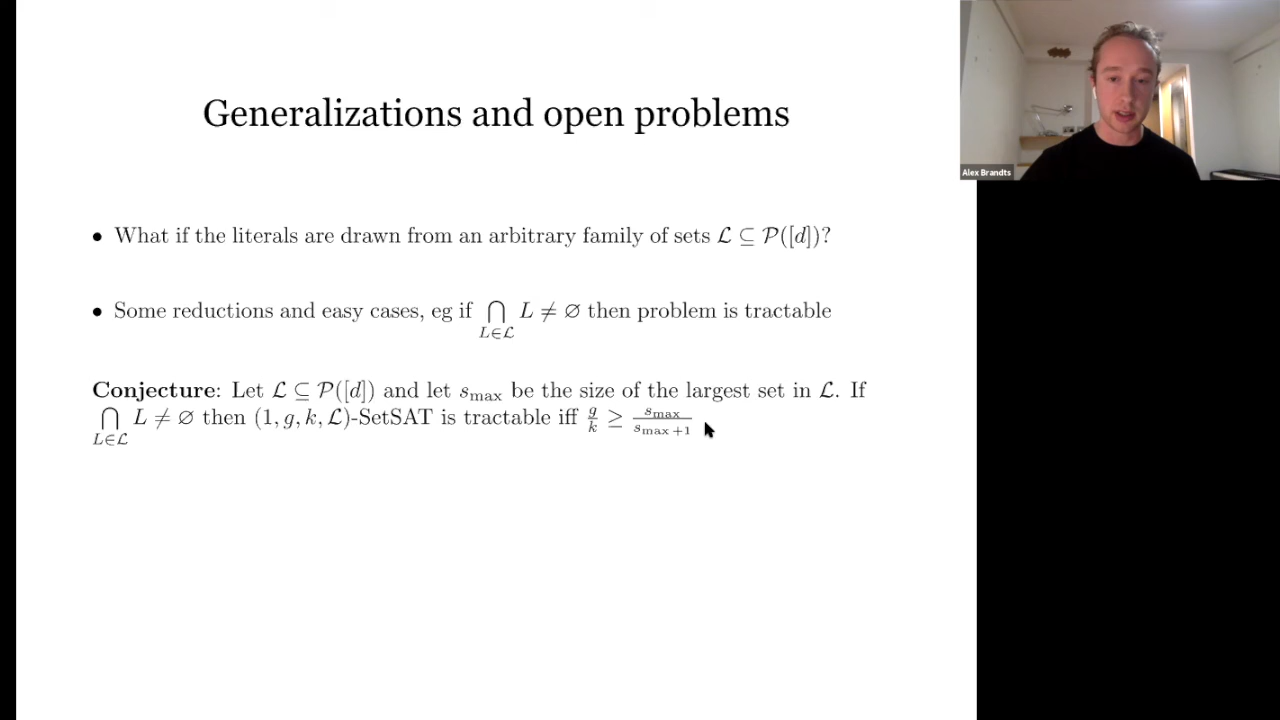 Generalizations and open problems
Alex Brandts
• What if the literals are drawn from an arbitrary family of sets ℒ ⊆ 𝒫([d])?
• Some reductions and easy cases, eg if ⋂_{L∈ℒ} L ≠ ∅ then problem is tractable
Conjecture: Let ℒ ⊆ 𝒫([d]) and let s_max be the size of the largest set in ℒ. If
⋂_{L∈ℒ} L ≠ ∅ then (1, g, k, ℒ)-SetSAT is tractable iff g/k ≥ s_max/s_{max +1}